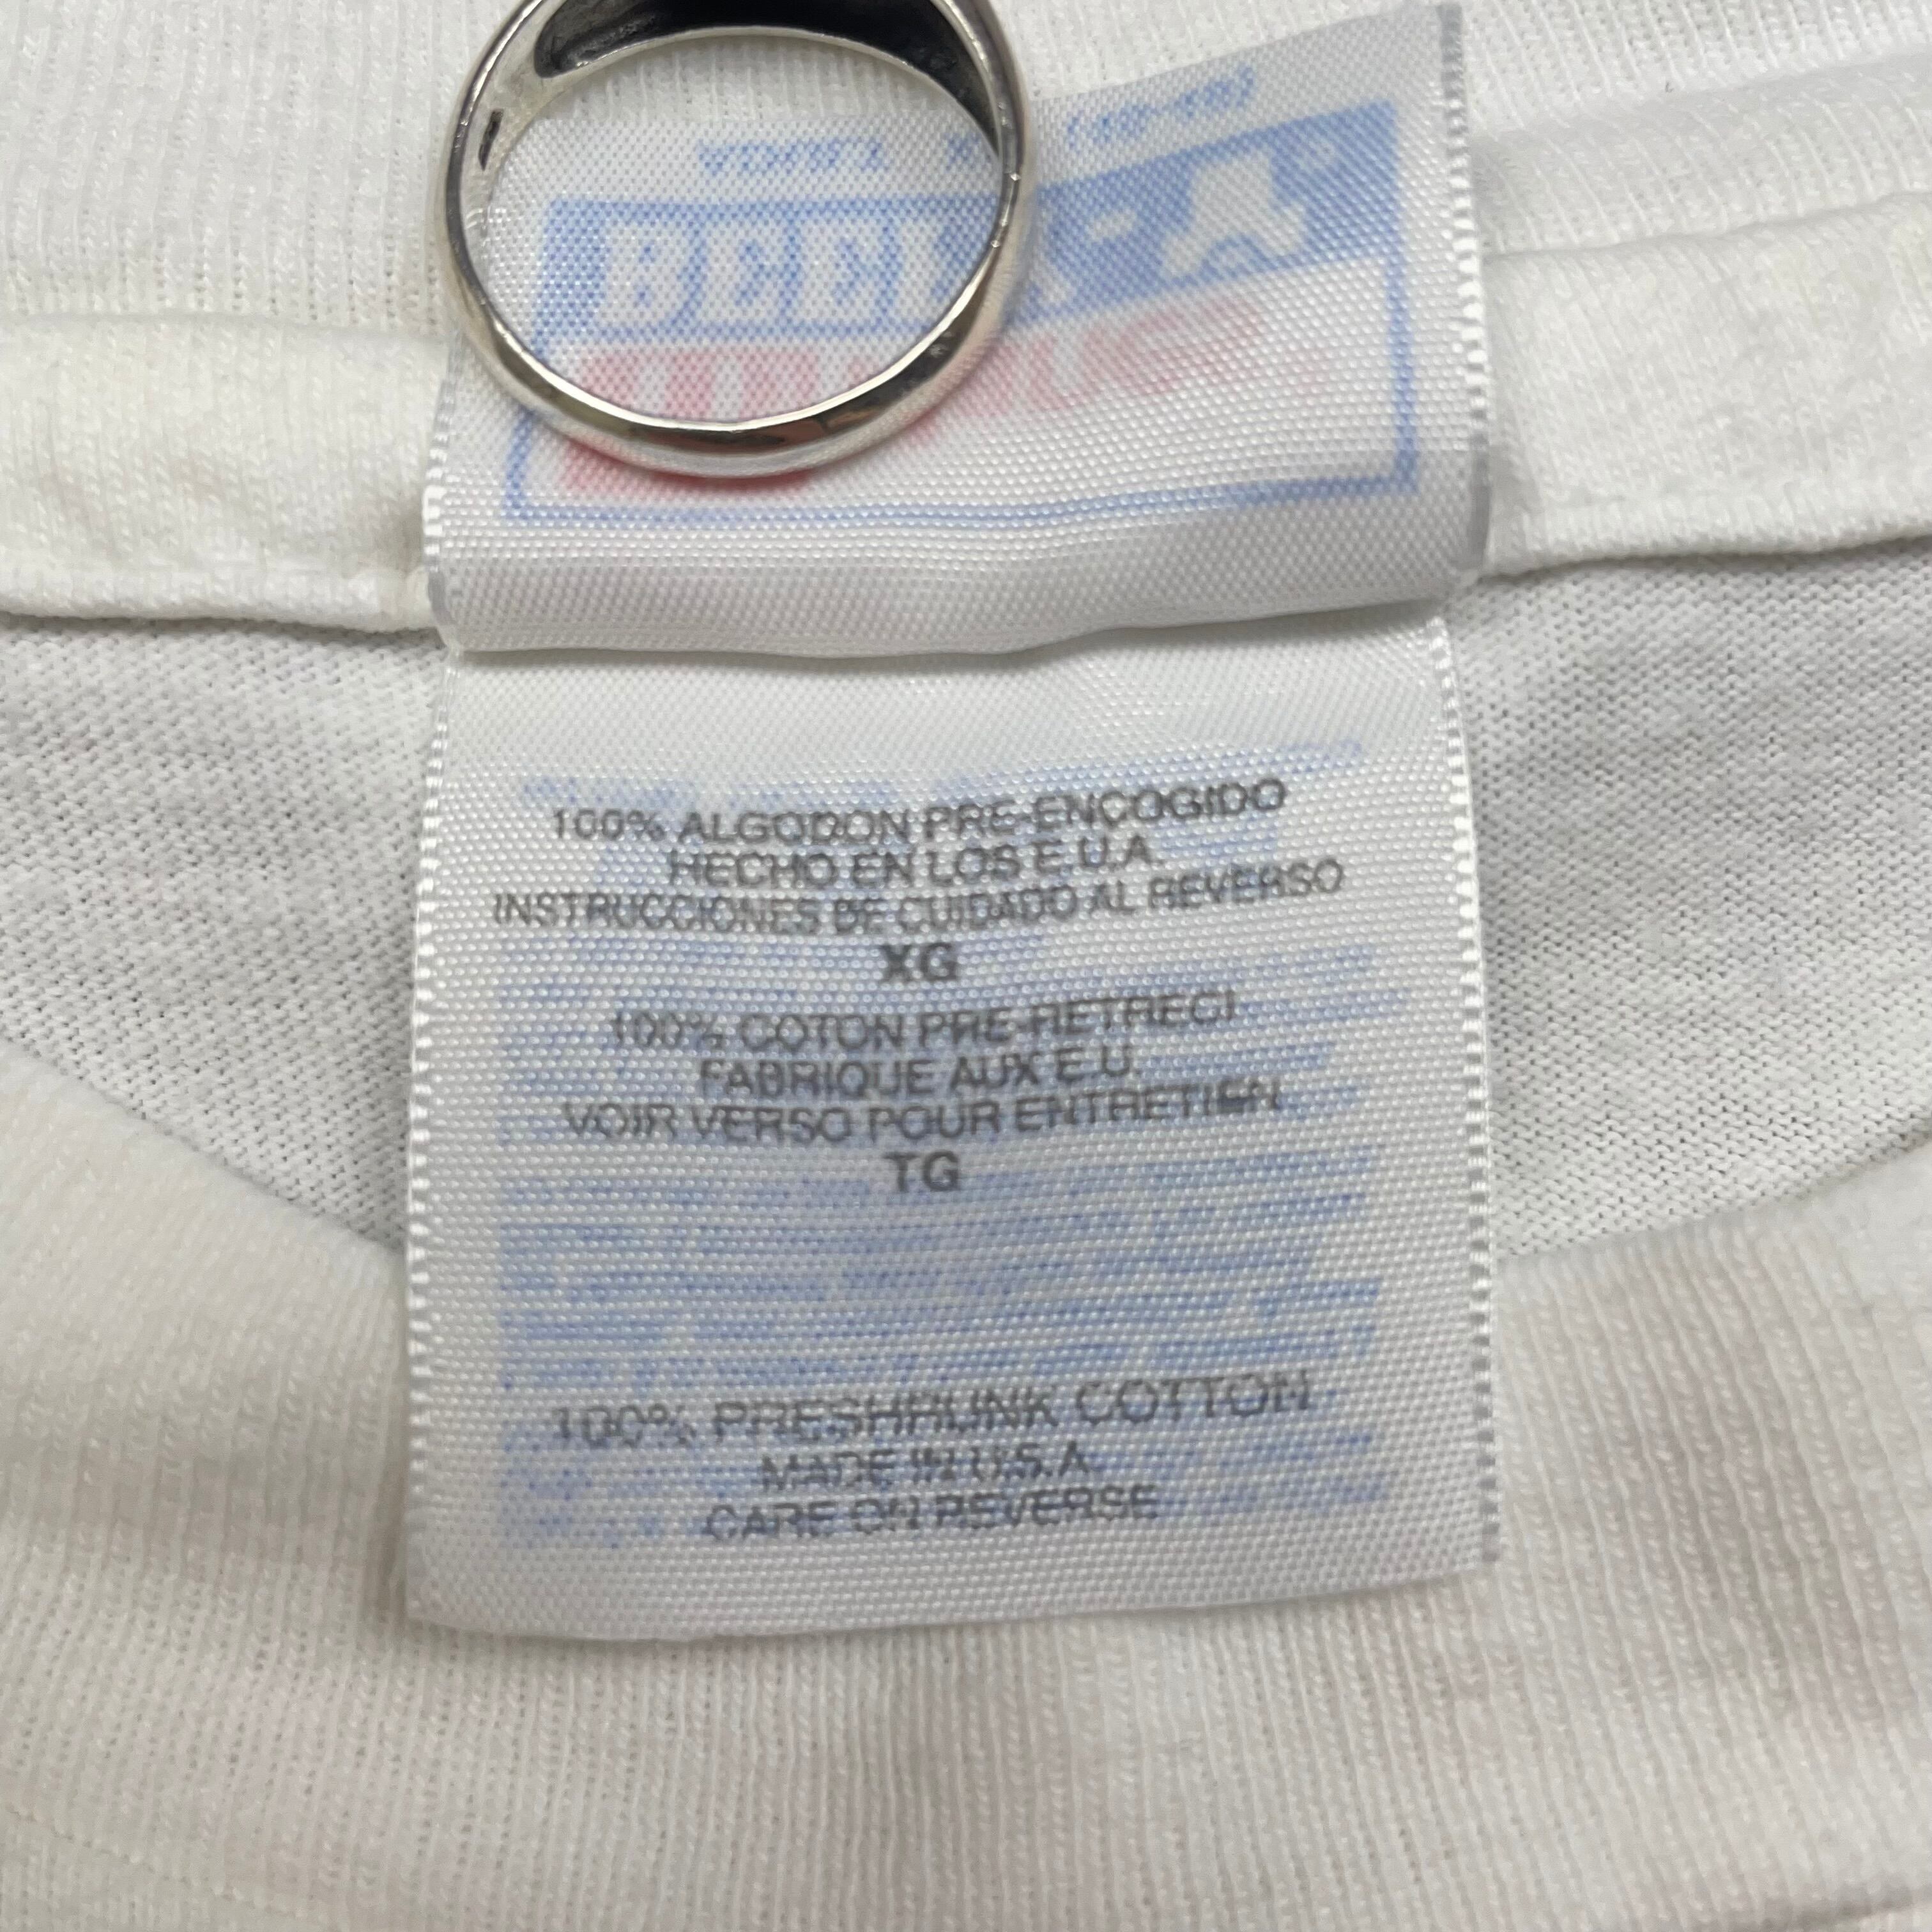 BEEFY-T
100% ALGODON PRE-ENCOGIDO
HECHO EN LOS E.U.A.
INSTRUCCIONES DE CUIDADO AL REVERSO
XG
100% COTON PRE-RETRECI
FABRIQUE AUX E.U.
VOIR VERSO POUR ENTRETIEN
TG
100% PRESHRUNK COTTON
MADE IN U.S.A.
CARE ON REVERSE